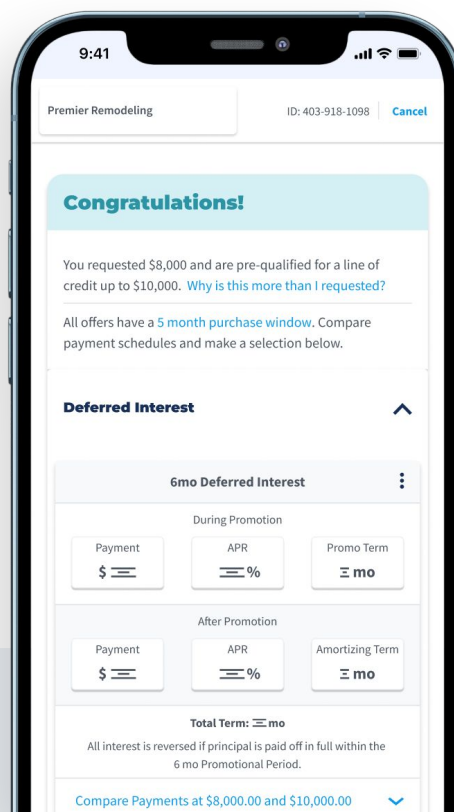 9:41
Premier Remodeling ID: 403-918-1098 Cancel
Congratulations!
You requested $8,000 and are pre-qualified for a line of
credit up to $10,000. Why is this more than I requested?
All offers have a 5 month purchase window. Compare
payment schedules and make a selection below.
Deferred Interest
6mo Deferred Interest
During Promotion
Payment APR Promo Term
$ % mo
After Promotion
Payment APR Amortizing Term
$ % mo
Total Term: mo
All interest is reversed if principal is paid off in full within the
6 mo Promotional Period.
Compare Payments at $8,000.00 and $10,000.00